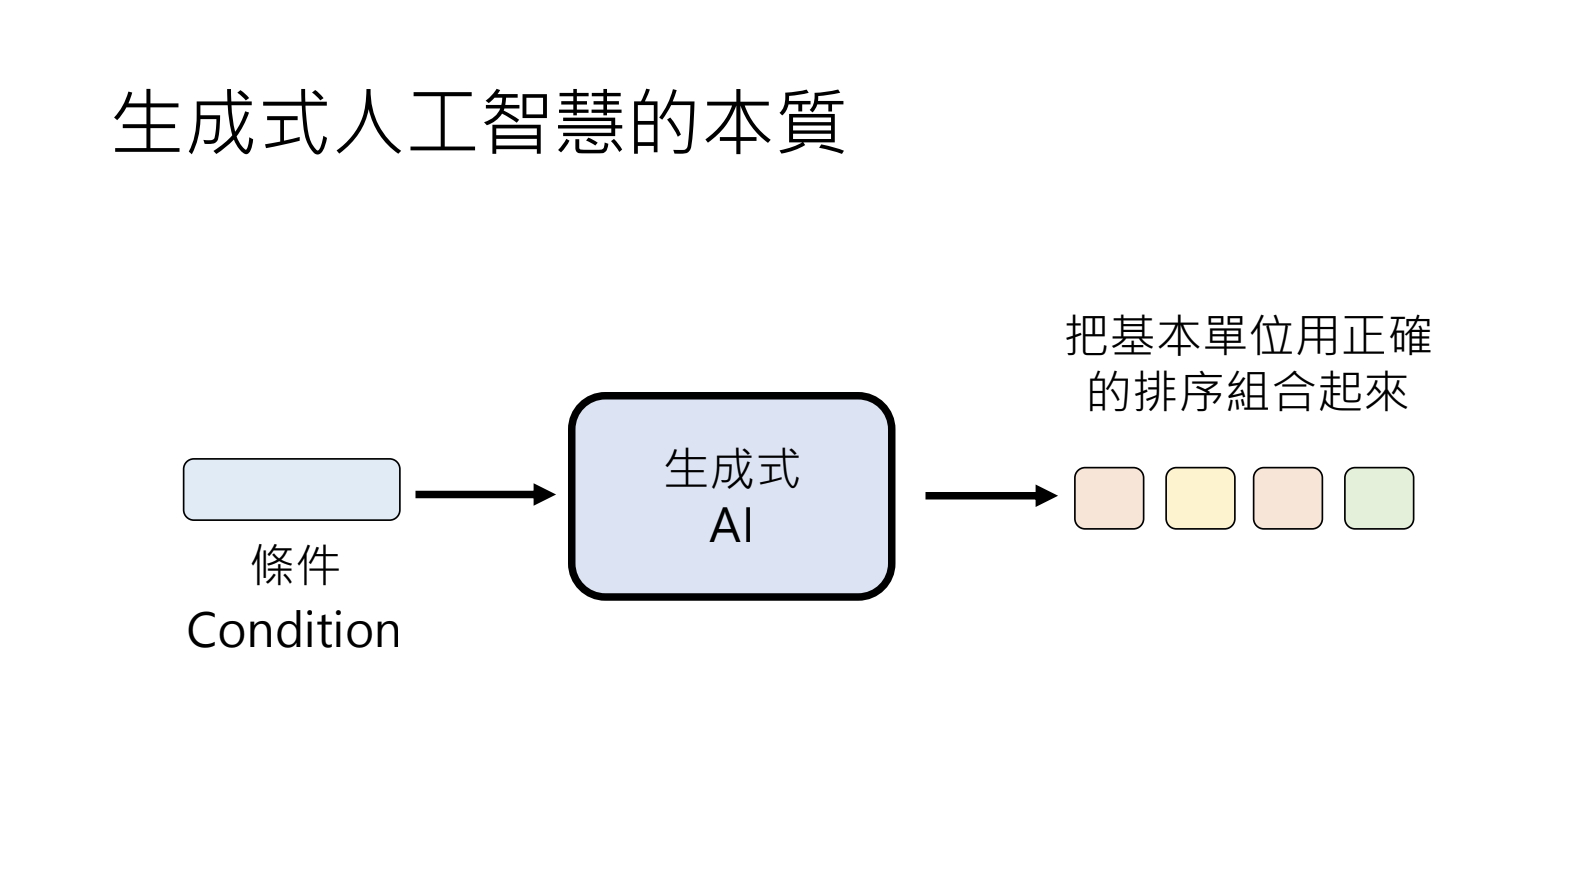 生成式人工智慧的本質
把基本單位用正確
的排序組合起來
生成式
AI
條件
Condition